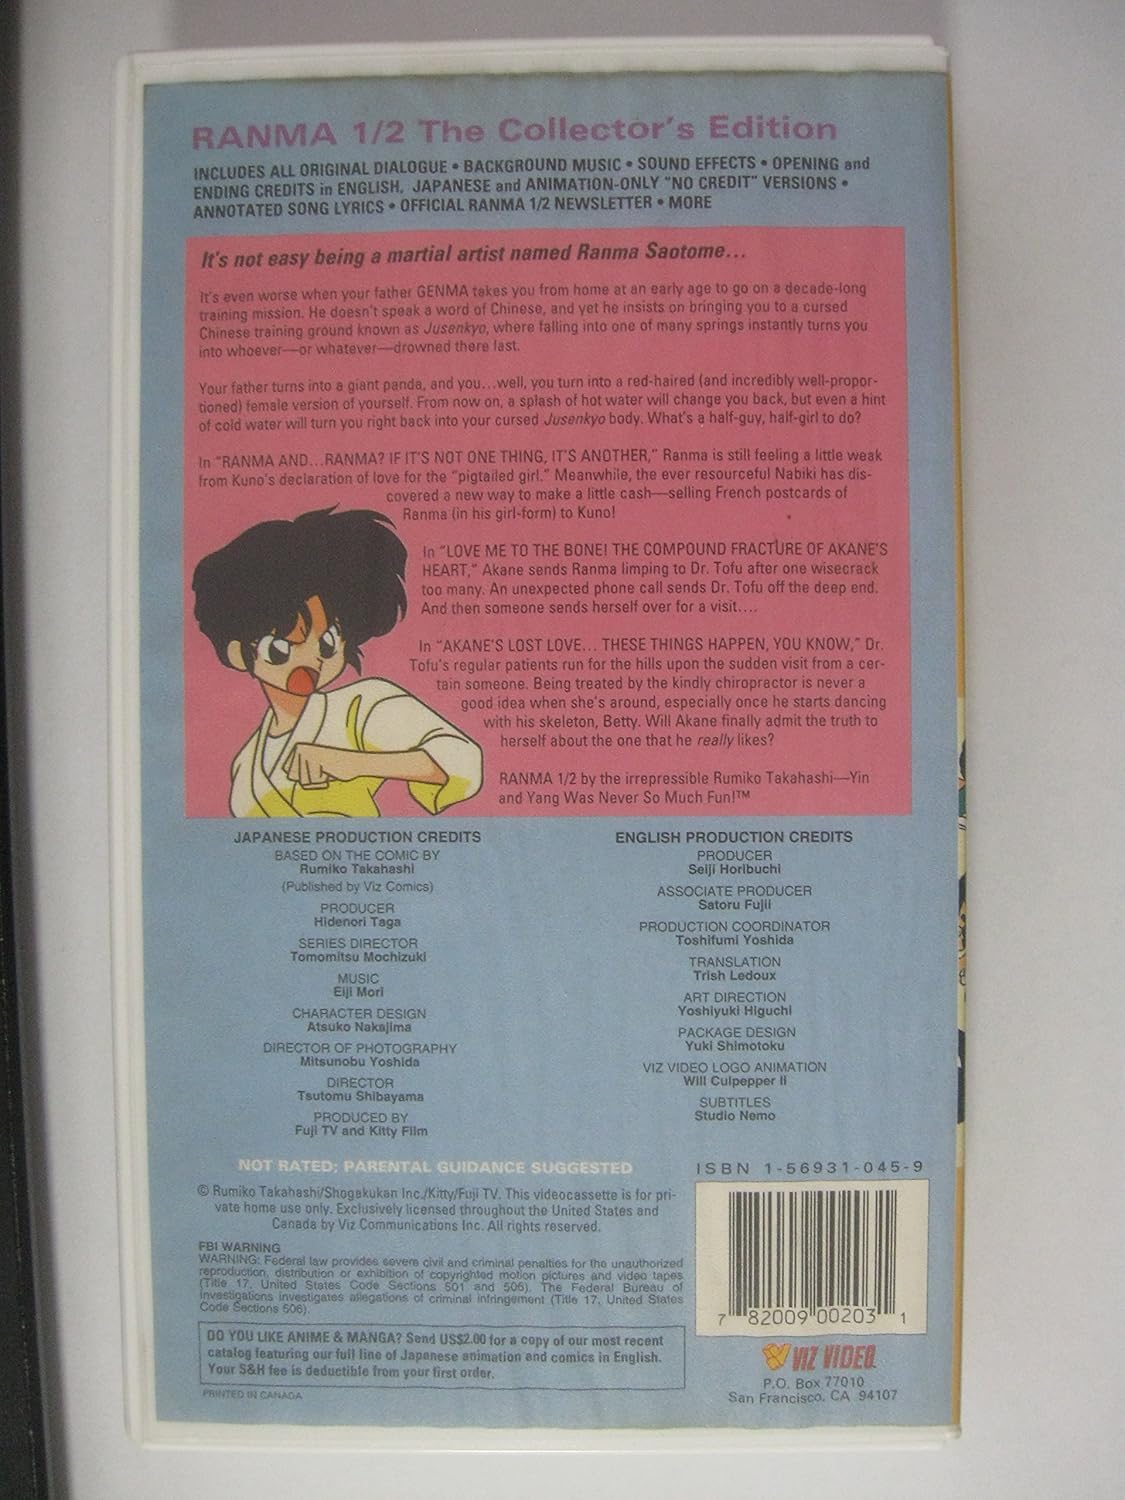 RANMA 1/2 The Collector's Edition
INCLUDES ALL ORIGINAL DIALOGUE • BACKGROUND MUSIC • SOUND EFFECTS • OPENING and
ENDING CREDITS in ENGLISH, JAPANESE and ANIMATION-ONLY "NO CREDIT" VERSIONS •
ANNOTATED SONG LYRICS • OFFICIAL RANMA 1/2 NEWSLETTER • MORE
It's not easy being a martial artist named Ranma Saotome...
It's even worse when your father GENMA takes you from home at an early age to go on a decade-long
training mission. He doesn't speak a word of Chinese, and yet he insists on bringing you to a cursed
Chinese training ground known as Jusenkyo, where falling into one of many springs instantly turns you
into whoever—or whatever—drowned there last.
Your father turns into a giant panda, and you...well, you turn into a red-haired (and incredibly well-propor-
tioned) female version of yourself. From now on, a splash of hot water will change you back, but even a hint
of cold water will turn you right back into your cursed Jusenkyo body. What's a half-guy, half-girl to do?
In "RANMA AND...RANMA? IF IT'S NOT ONE THING, IT'S ANOTHER," Ranma is still feeling a little weak
from Kuno's declaration of love for the "pigtailed girl." Meanwhile, the ever resourceful Nabiki has dis-
covered a new way to make a little cash—selling French postcards of
Ranma (in his girl-form) to Kuno!
In "LOVE ME TO THE BONE! THE COMPOUND FRACTURE OF AKANE'S
HEART," Akane sends Ranma limping to Dr. Tofu after one wisecrack
too many. An unexpected phone call sends Dr. Tofu off the deep end.
And then someone sends herself over for a visit....
In "AKANE'S LOST LOVE... THESE THINGS HAPPEN, YOU KNOW," Dr.
Tofu's regular patients run for the hills upon the sudden visit from a cer-
tain someone. Being treated by the kindly chiropractor is never a
good idea when she's around, especially once he starts dancing
with his skeleton, Betty. Will Akane finally admit the truth to
herself about the one that he really likes?
RANMA 1/2 by the irrepressible Rumiko Takahashi—Yin
and Yang Was Never So Much Fun!™
JAPANESE PRODUCTION CREDITS
BASED ON THE COMIC BY
Rumiko Takahashi
(Published by Viz Comics)
PRODUCER
Hidenori Taga
SERIES DIRECTOR
Tomomitsu Mochizuki
MUSIC
Eiji Mori
CHARACTER DESIGN
Atsuko Nakajima
DIRECTOR OF PHOTOGRAPHY
Mitsunobu Yoshida
DIRECTOR
Tsutomu Shibayama
PRODUCED BY
Fuji TV and Kitty Film
ENGLISH PRODUCTION CREDITS
PRODUCER
Seiji Horibuchi
ASSOCIATE PRODUCER
Satoru Fujii
PRODUCTION COORDINATOR
Toshifumi Yoshida
TRANSLATION
Trish Ledoux
ART DIRECTION
Yoshiyuki Higuchi
PACKAGE DESIGN
Yuki Shimotoku
VIZ VIDEO LOGO ANIMATION
Will Culpepper II
SUBTITLES
Studio Nemo
NOT RATED; PARENTAL GUIDANCE SUGGESTED
© Rumiko Takahashi/Shogakukan Inc./Kitty/Fuji TV. This videocassette is for pri-
vate home use only. Exclusively licensed throughout the United States and
Canada by Viz Communications Inc. All rights reserved.
FBI WARNING
WARNING: Federal law provides severe civil and criminal penalties for the unauthorized
reproduction, distribution or exhibition of copyrighted motion pictures and video tapes
(Title 17, United States Code Sections 501 and 506). The Federal Bureau of
Investigations investigates allegations of criminal infringement (Title 17, United States
Code Sections 506).
DO YOU LIKE ANIME & MANGA? Send US$2.00 for a copy of our most recent
catalog featuring our full line of Japanese animation and comics in English.
Your S&H fee is deductible from your first order.
PRINTED IN CANADA
ISBN 1-56931-045-9
7 82009 00203 1
VIZ VIDEO
P.O. Box 77010
San Francisco, CA 94107